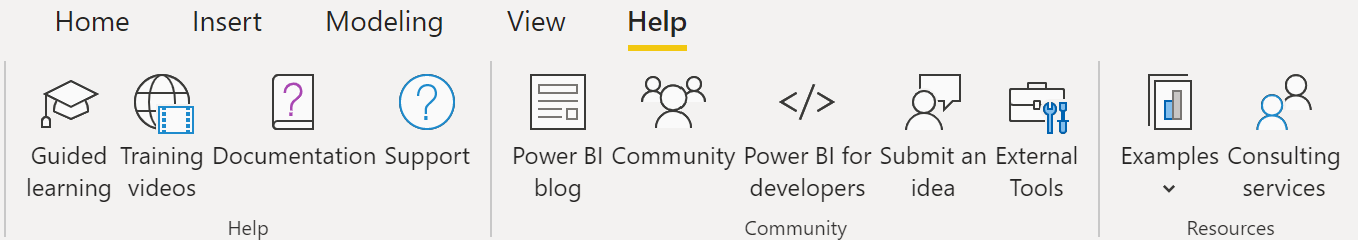 Home Insert Modeling View Help
Guided learning
Training videos
Documentation
Support
Help
Power BI blog
Community
Power BI for developers
Submit an idea
External Tools
Community
Examples
Consulting services
Resources